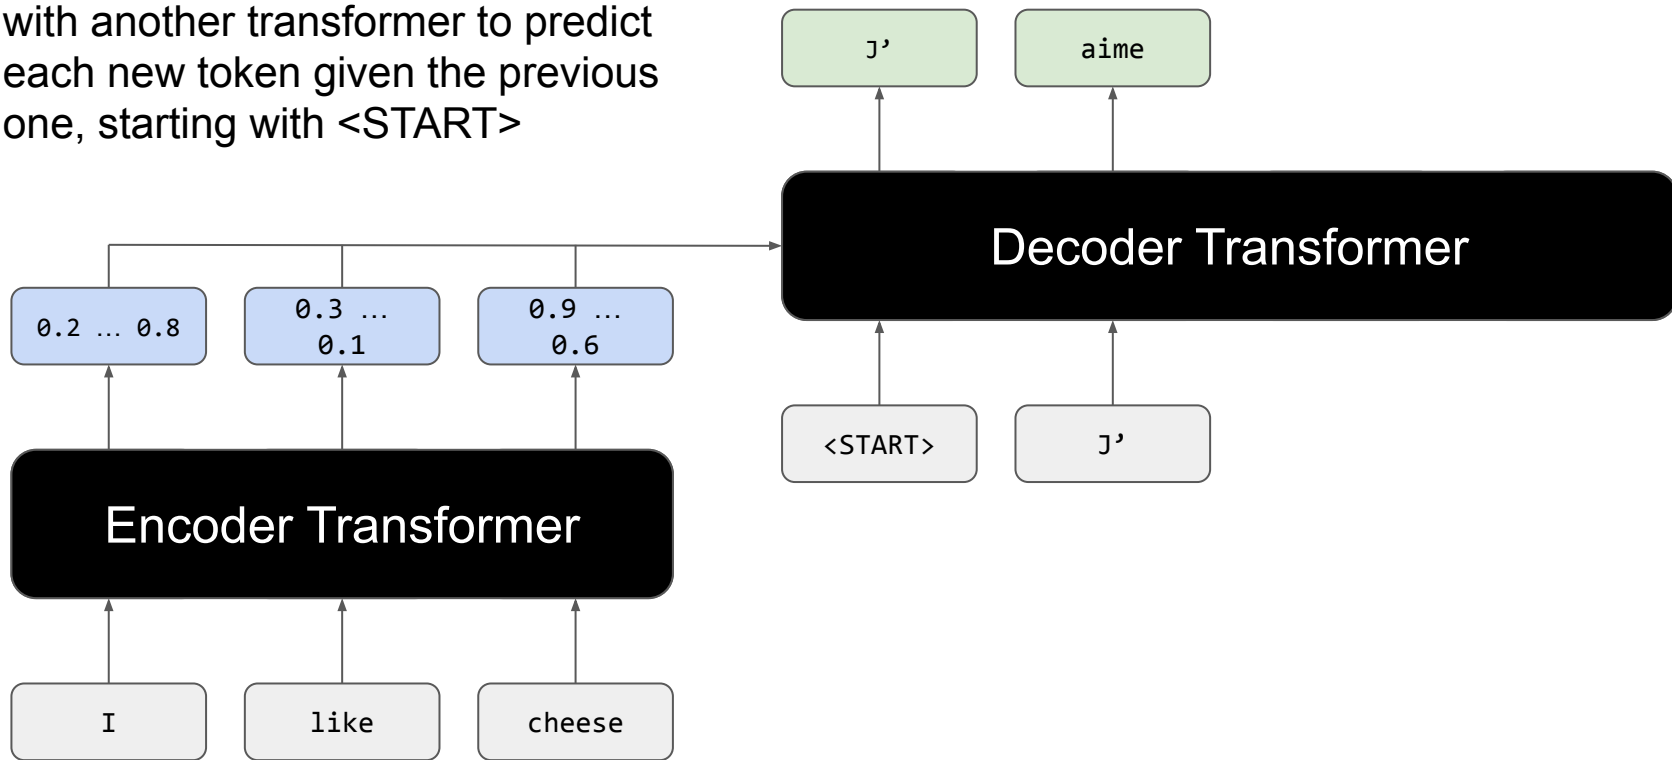 with another transformer to predict
each new token given the previous
one, starting with <START>
J’
aime
Decoder Transformer
0.2 … 0.8
0.3 …
0.1
0.9 …
0.6
<START>
J’
Encoder Transformer
I
like
cheese